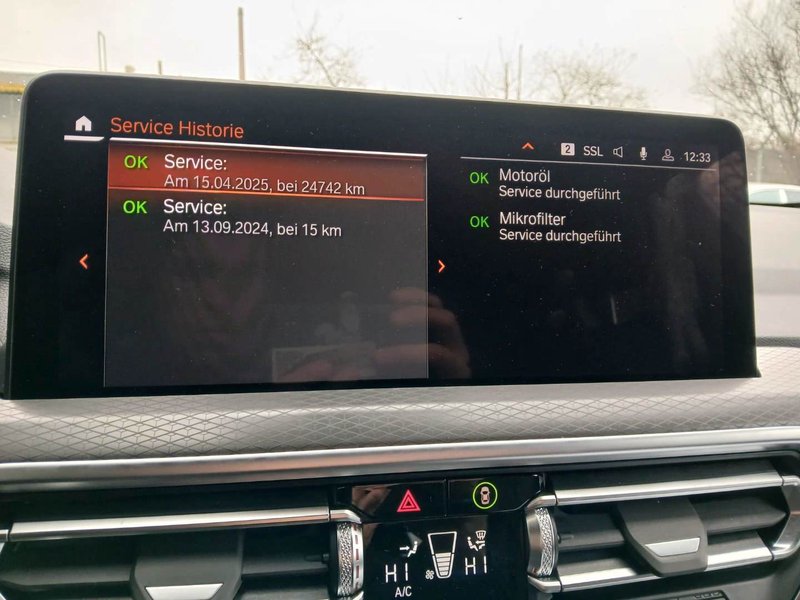 Service Historie
2 SSL 12:33
OK Service:
Am 15.04.2025, bei 24742 km
OK Service:
Am 13.09.2024, bei 15 km
OK Motoröl
Service durchgeführt
OK Mikrofilter
Service durchgeführt
HI HI
A/C